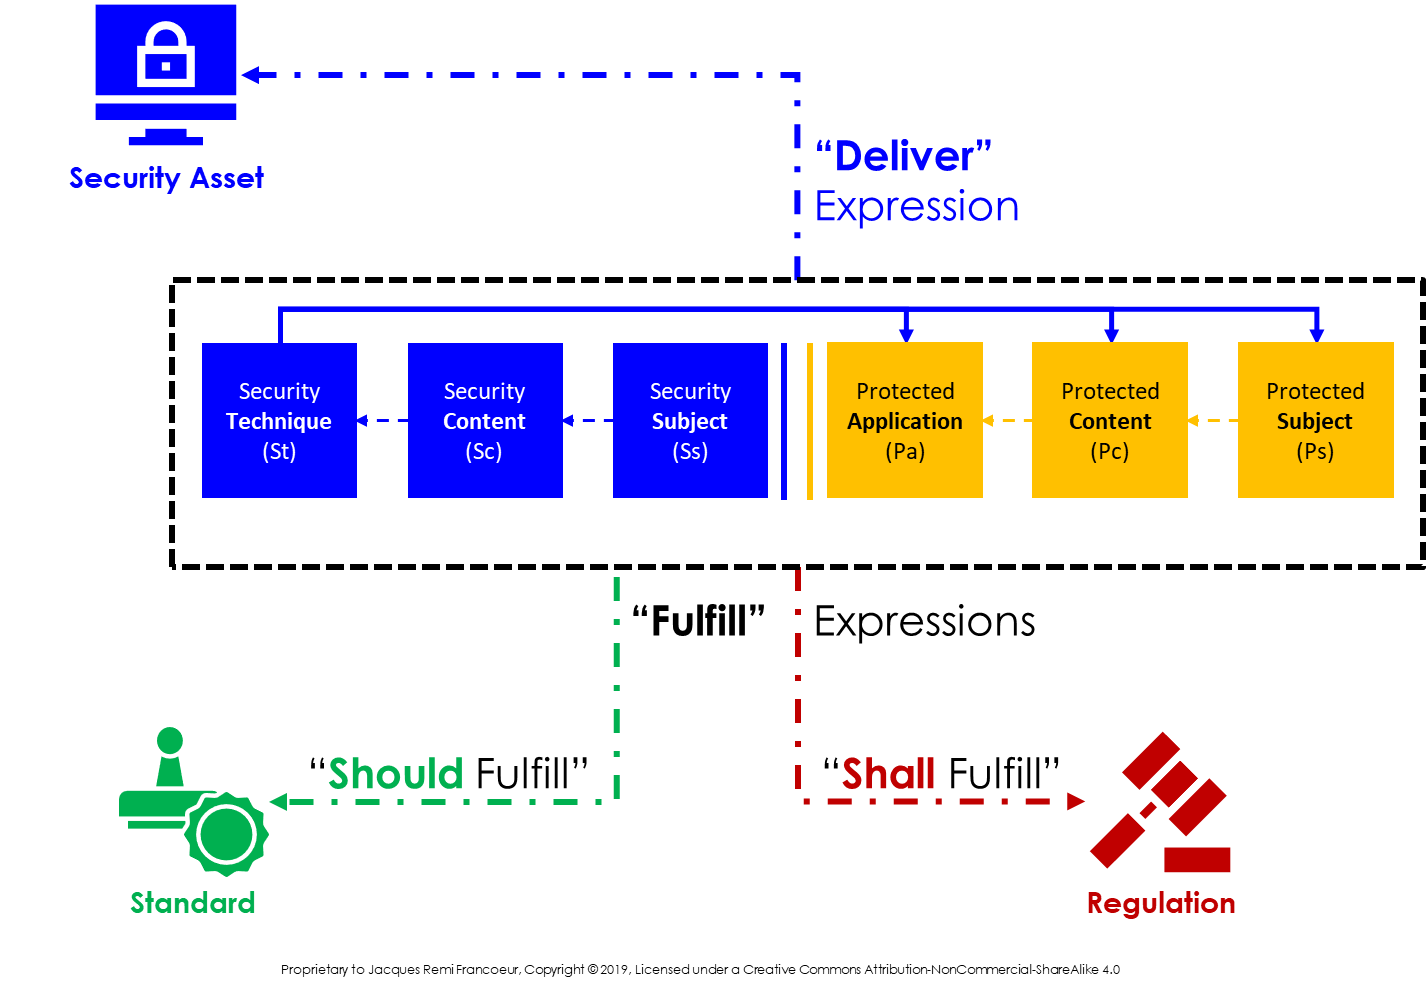 Security Asset
“Deliver”
Expression
Security
Technique
(St)
Security
Content
(Sc)
Security
Subject
(Ss)
Protected
Application
(Pa)
Protected
Content
(Pc)
Protected
Subject
(Ps)
“Fulfill” Expressions
“Should Fulfill”
“Shall Fulfill”
Standard
Regulation
Proprietary to Jacques Remi Francoeur, Copyright © 2019, Licensed under a Creative Commons Attribution-NonCommercial-ShareAlike 4.0